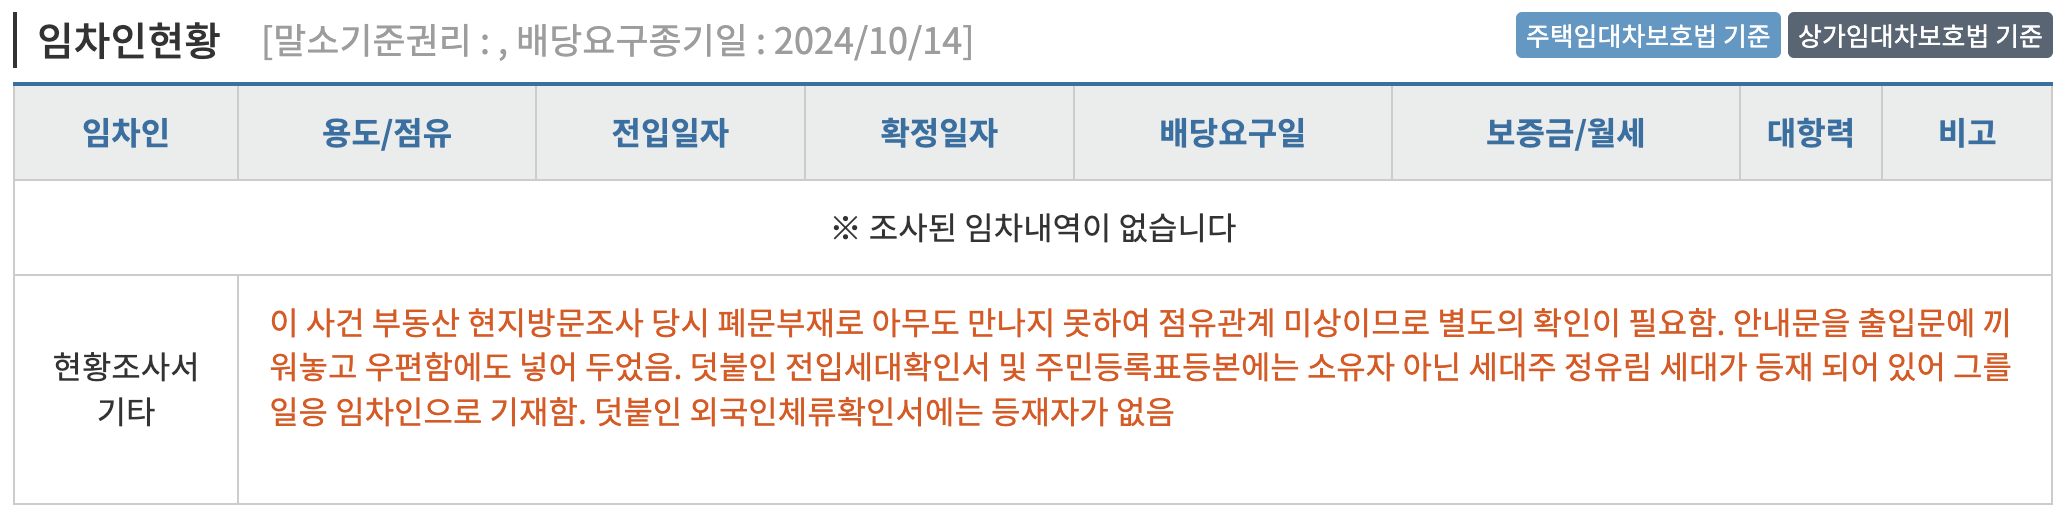 임차인현황 [말소기준권리 : , 배당요구종기일 : 2024/10/14] 주택임대차보호법 기준 상가임대차보호법 기준
임차인 용도/점유 전입일자 확정일자 배당요구일 보증금/월세 대항력 비고
※ 조사된 임차내역이 없습니다
현황조사서
기타
이 사건 부동산 현지방문조사 당시 폐문부재로 아무도 만나지 못하여 점유관계 미상이므로 별도의 확인이 필요함. 안내문을 출입문에 끼
워놓고 우편함에도 넣어 두었음. 덧붙인 전입세대확인서 및 주민등록표등본에는 소유자 아닌 세대주 정유림 세대가 등재 되어 있어 그를
일응 임차인으로 기재함. 덧붙인 외국인체류확인서에는 등재자가 없음